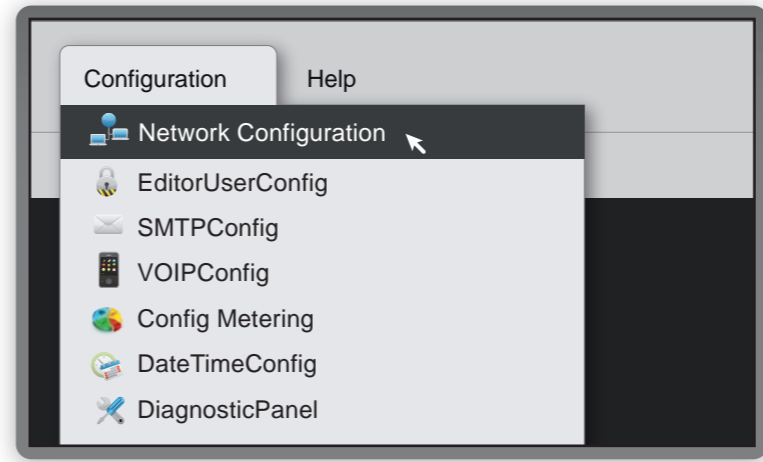 Configuration Help
Network Configuration
EditorUserConfig
SMTPConfig
VOIPConfig
Config Metering
DateTimeConfig
DiagnosticPanel